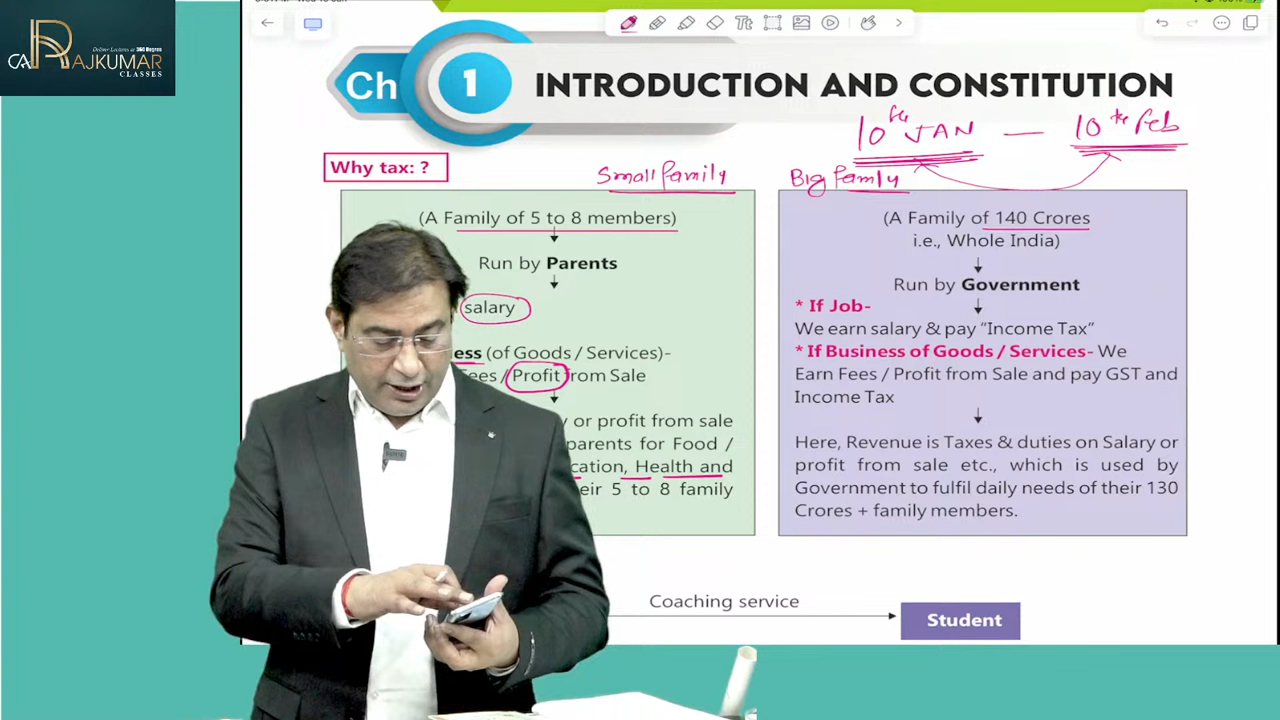 Deliver Lectures at 360 Degree
CA RAJKUMAR
CLASSES
Ch 1 INTRODUCTION AND CONSTITUTION
10th JAN — 10th Feb
Why tax: ?
Small family
Big family
(A Family of 5 to 8 members)
Run by Parents
salary
ess (of Goods / Services)-
Fees / Profit from Sale
y or profit from sale
parents for Food /
cation, Health and
eir 5 to 8 family
(A Family of 140 Crores
i.e., Whole India)
Run by Government
* If Job-
We earn salary & pay “Income Tax”
* If Business of Goods / Services- We
Earn Fees / Profit from Sale and pay GST and
Income Tax
Here, Revenue is Taxes & duties on Salary or
profit from sale etc., which is used by
Government to fulfil daily needs of their 130
Crores + family members.
Coaching service
Student